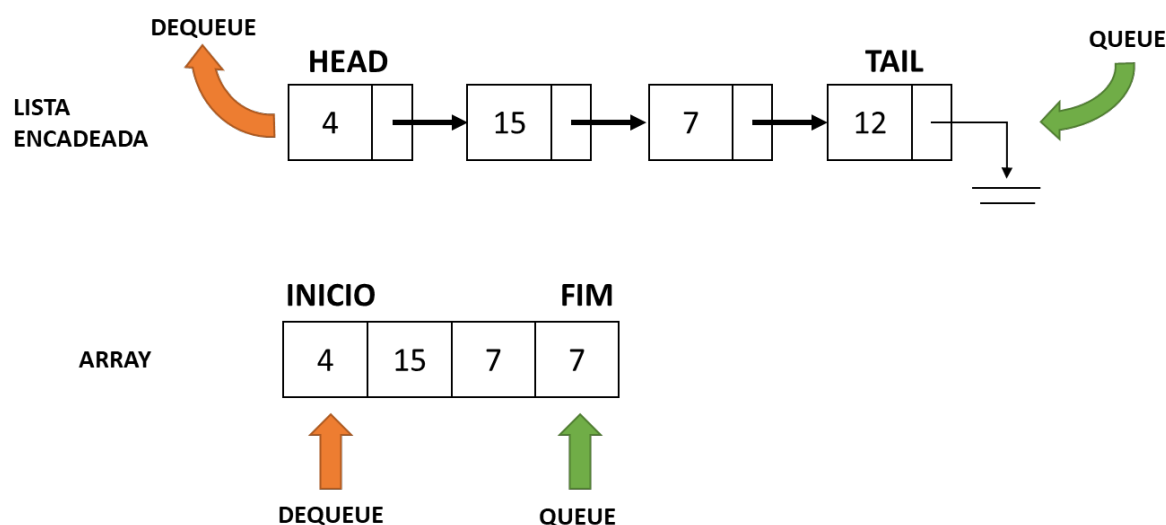 DEQUEUE
QUEUE
HEAD
TAIL
LISTA
ENCADEADA
4 15 7 12
INICIO
FIM
ARRAY
4 15 7 7
DEQUEUE
QUEUE